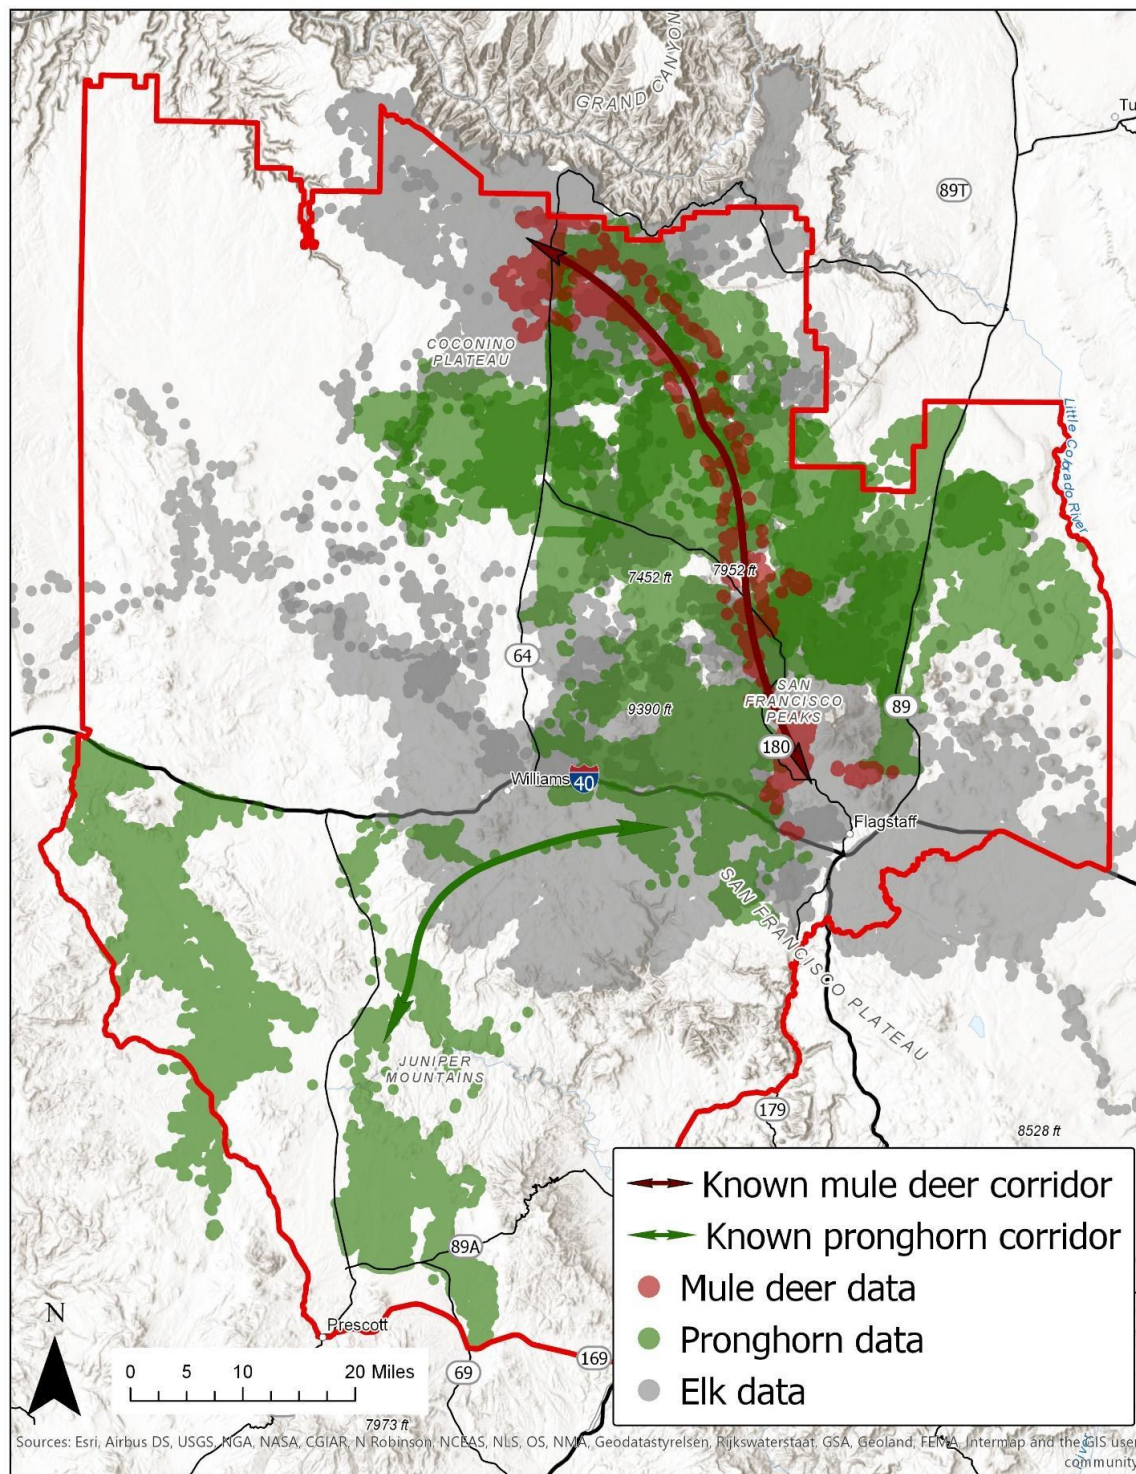 GRAND CANYON
Tu
89T
COCONINO
PLATEAU
Little Colorado River
7452 ft
7952 ft
64
SAN
FRANCISCO
PEAKS
9390 ft
89
180
Williams
40
Flagstaff
SAN FRANCISCO PLATEAU
JUNIPER
MOUNTAINS
179
8528 ft
89A
N
Prescott
0 5 10 20 Miles
69
169
7973 ft
Known mule deer corridor
Known pronghorn corridor
Mule deer data
Pronghorn data
Elk data
Sources: Esri, Airbus DS, USGS, NGA, NASA, CGIAR, N Robinson, NCEAS, NLS, OS, NMA, Geodatastyrelsen, Rijkswaterstaat, GSA, Geoland, FEMA, Intermap and the GIS user
community